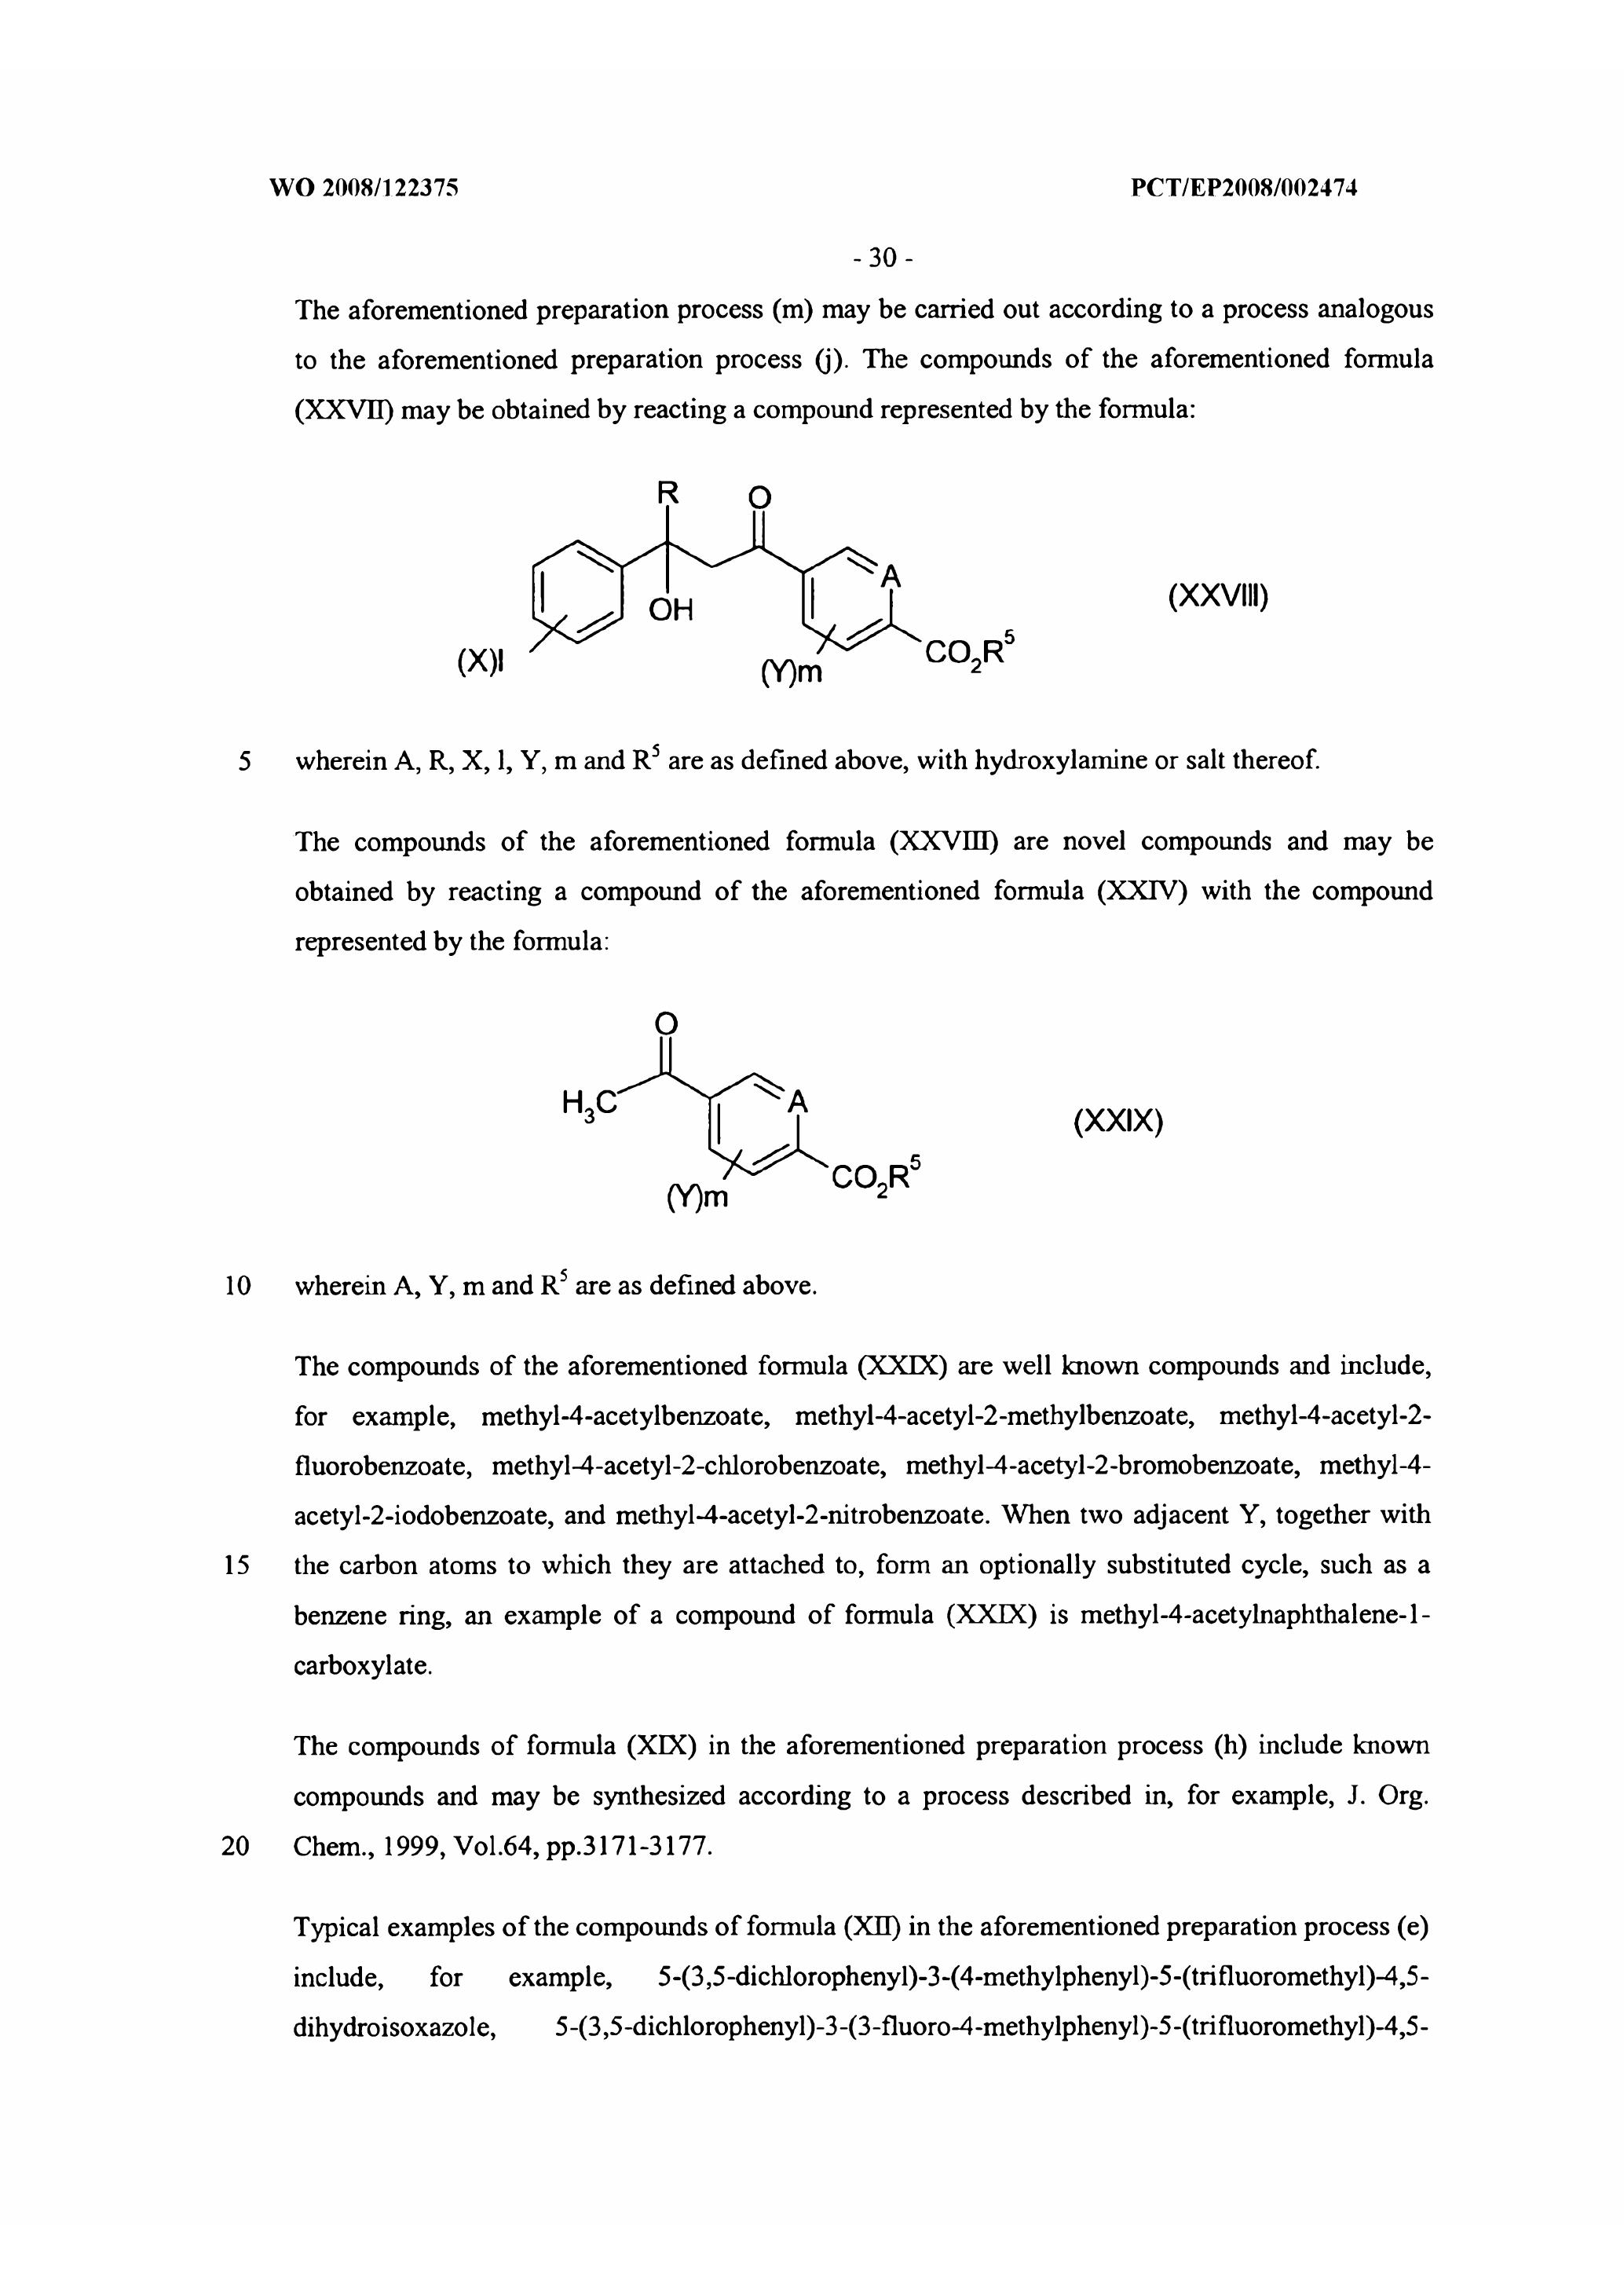 WO 2008/122375 PCT/EP2008/002474
- 30 -
The aforementioned preparation process (m) may be carried out according to a process analogous
to the aforementioned preparation process (j). The compounds of the aforementioned formula
(XXVII) may be obtained by reacting a compound represented by the formula:
R O
A
OH
(XXVIII)
(X)l (Y)m CO2R5
5 wherein A, R, X, l, Y, m and R5 are as defined above, with hydroxylamine or salt thereof.
The compounds of the aforementioned formula (XXVIII) are novel compounds and may be
obtained by reacting a compound of the aforementioned formula (XXIV) with the compound
represented by the formula:
O
H3C A
(XXIX)
(Y)m CO2R5
10 wherein A, Y, m and R5 are as defined above.
The compounds of the aforementioned formula (XXIX) are well known compounds and include,
for example, methyl-4-acetylbenzoate, methyl-4-acetyl-2-methylbenzoate, methyl-4-acetyl-2-
fluorobenzoate, methyl-4-acetyl-2-chlorobenzoate, methyl-4-acetyl-2-bromobenzoate, methyl-4-
acetyl-2-iodobenzoate, and methyl-4-acetyl-2-nitrobenzoate. When two adjacent Y, together with
15 the carbon atoms to which they are attached to, form an optionally substituted cycle, such as a
benzene ring, an example of a compound of formula (XXIX) is methyl-4-acetylnaphthalene-1-
carboxylate.
The compounds of formula (XIX) in the aforementioned preparation process (h) include known
compounds and may be synthesized according to a process described in, for example, J. Org.
20 Chem., 1999, Vol.64, pp.3171-3177.
Typical examples of the compounds of formula (XII) in the aforementioned preparation process (e)
include, for example, 5-(3,5-dichlorophenyl)-3-(4-methylphenyl)-5-(trifluoromethyl)-4,5-
dihydroisoxazole, 5-(3,5-dichlorophenyl)-3-(3-fluoro-4-methylphenyl)-5-(trifluoromethyl)-4,5-